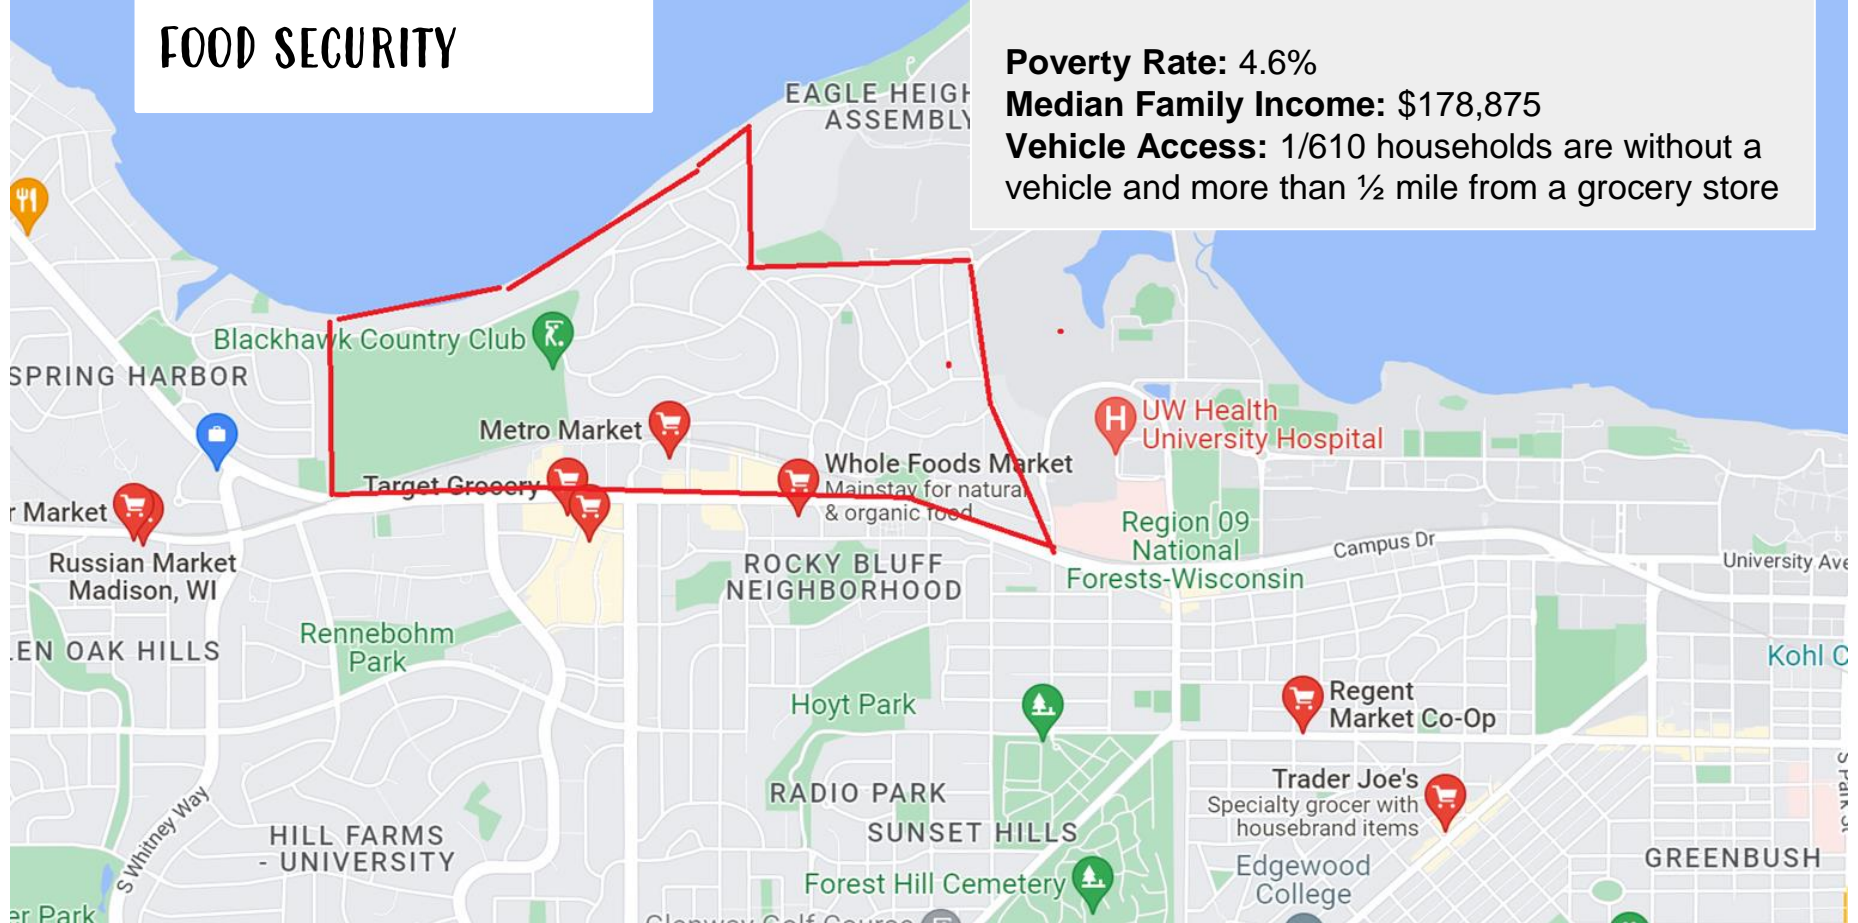 FOOD SECURITY
Poverty Rate: 4.6%
Median Family Income: $178,875
Vehicle Access: 1/610 households are without a
vehicle and more than ½ mile from a grocery store
EAGLE HEIGH
ASSEMBLY
Blackhawk Country Club
SPRING HARBOR
Metro Market
UW Health
University Hospital
Target Grocery
Whole Foods Market
Mainstay for natural
& organic food
r Market
Russian Market
Madison, WI
Region 09
National
Forests-Wisconsin
Campus Dr
University Ave
ROCKY BLUFF
NEIGHBORHOOD
Rennebohm
Park
EN OAK HILLS
Kohl C
Hoyt Park
Regent
Market Co-Op
S Whitney Way
RADIO PARK
SUNSET HILLS
Trader Joe's
Specialty grocer with
housebrand items
S Park St
HILL FARMS
- UNIVERSITY
Forest Hill Cemetery
Edgewood
College
GREENBUSH
er Park
Glenway Golf Course